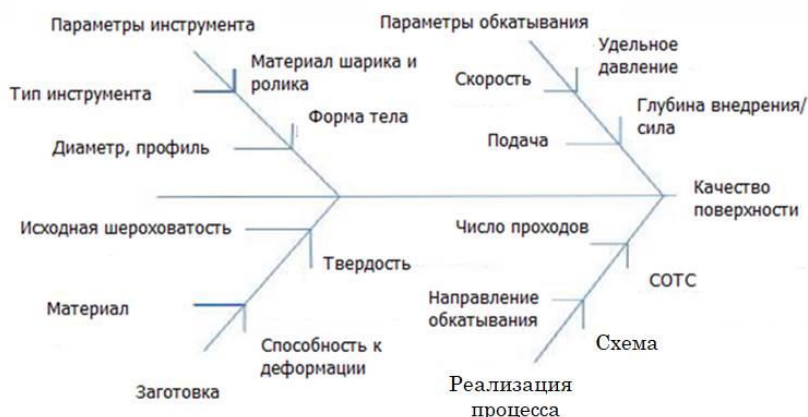 Параметры инструмента
Параметры обкатывания
Материал шарика и
ролика
Тип инструмента
Форма тела
Диаметр, профиль
Удельное
давление
Скорость
Глубина внедрения/
сила
Подача
Качество
поверхности
Исходная шероховатость
Твердость
Материал
Способность к
деформации
Заготовка
Число проходов
СОТС
Направление
обкатывания
Схема
Реализация
процесса